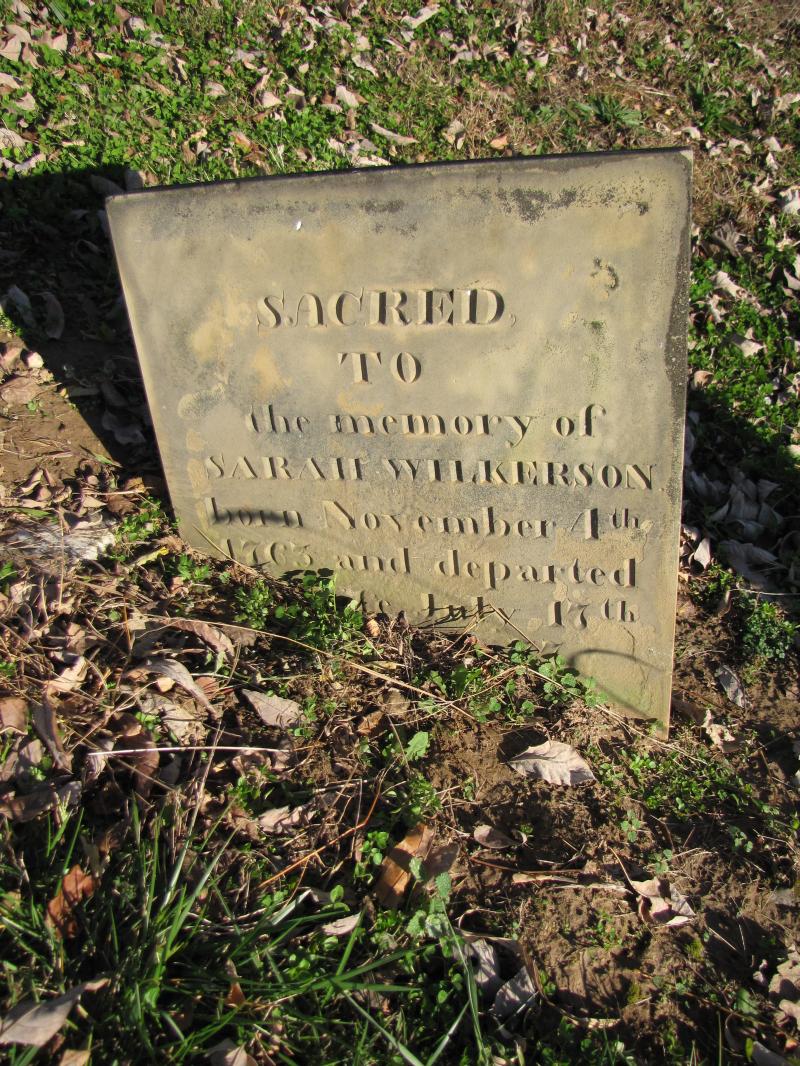 SACRED,
TO
the memory of
SARAH WILKERSON
born November 4th,
1763 and departed
July 17th